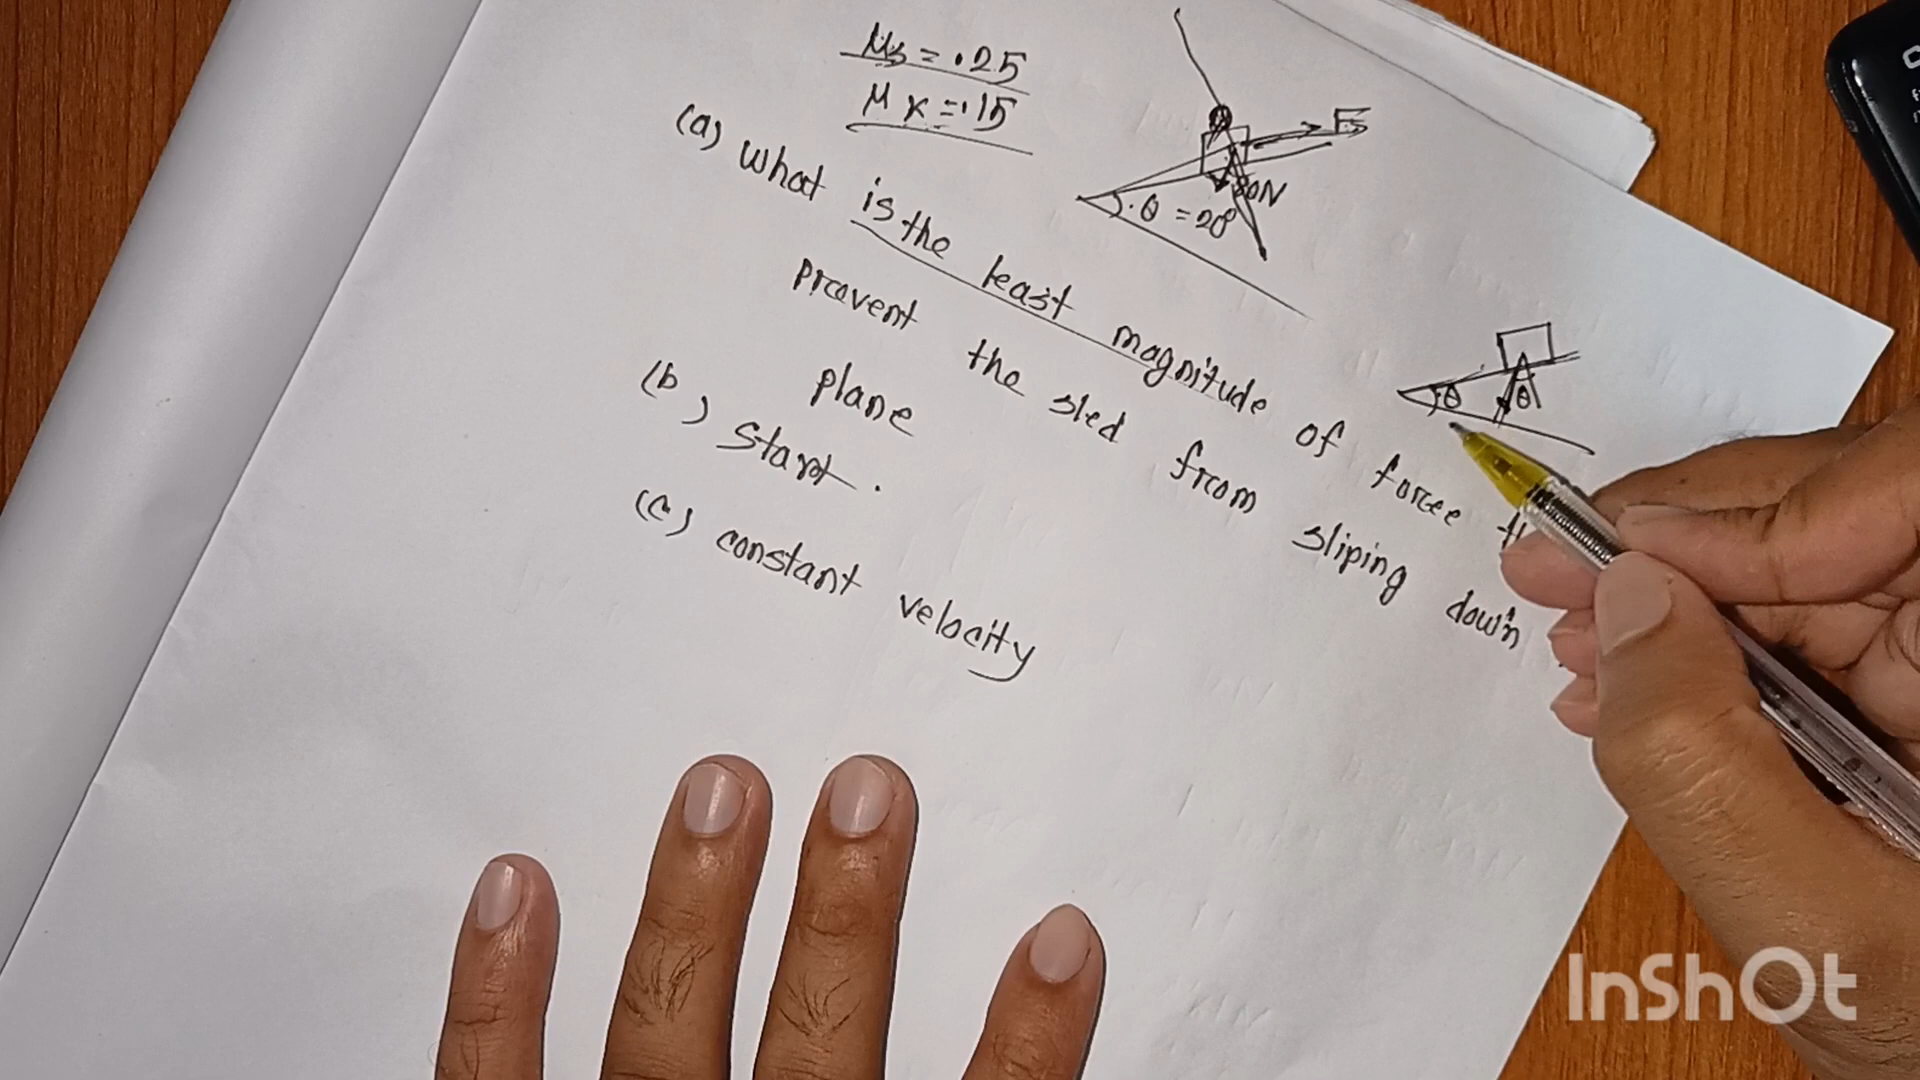 μs = .25
μk = .15
F
80N
θ = 20°
(a) what is the least magnitude of force
prevent the sled from sliping down
plane
(b) start.
(c) constant velocity
θ
θ
InShOt